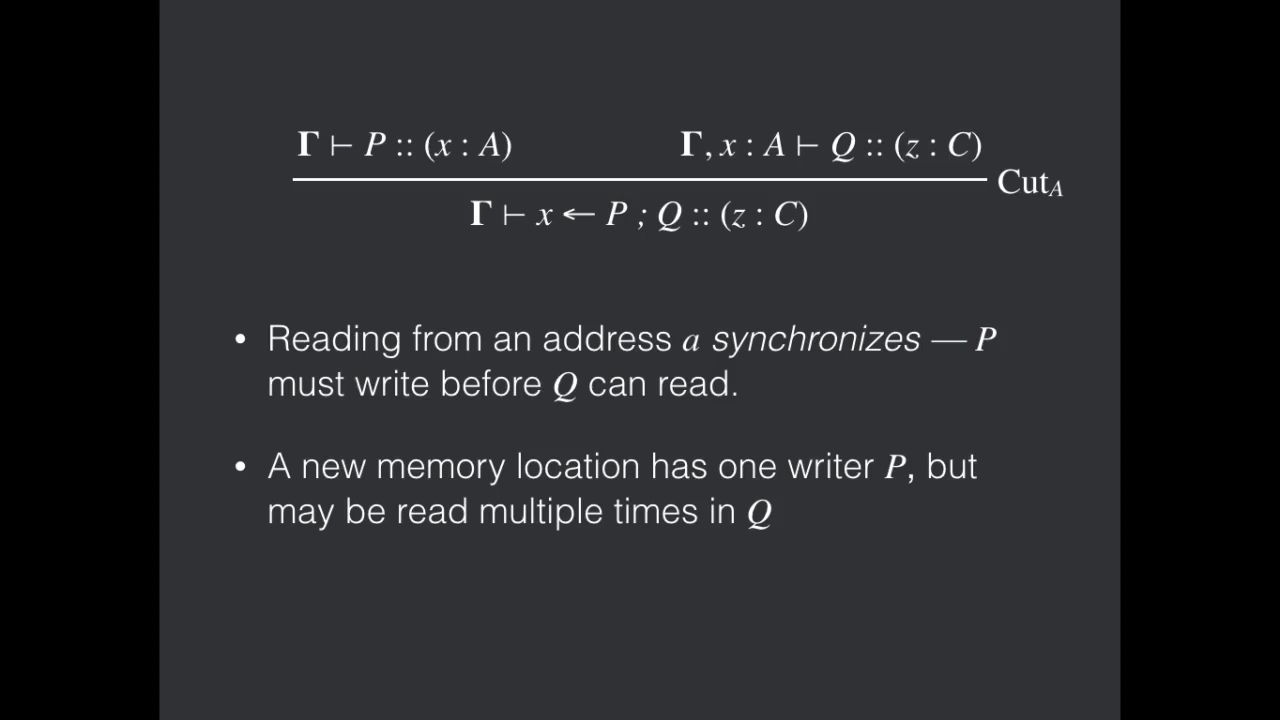 Γ ⊢ P :: (x : A) Γ, x : A ⊢ Q :: (z : C)
Cut_A
Γ ⊢ x ← P ; Q :: (z : C)
• Reading from an address a synchronizes — P
must write before Q can read.
• A new memory location has one writer P, but
may be read multiple times in Q